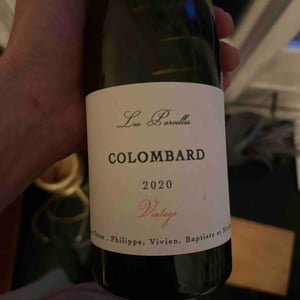 Les Parcelles
COLOMBARD
2020
Vintage
Philippe, Vivien, Baptiste et